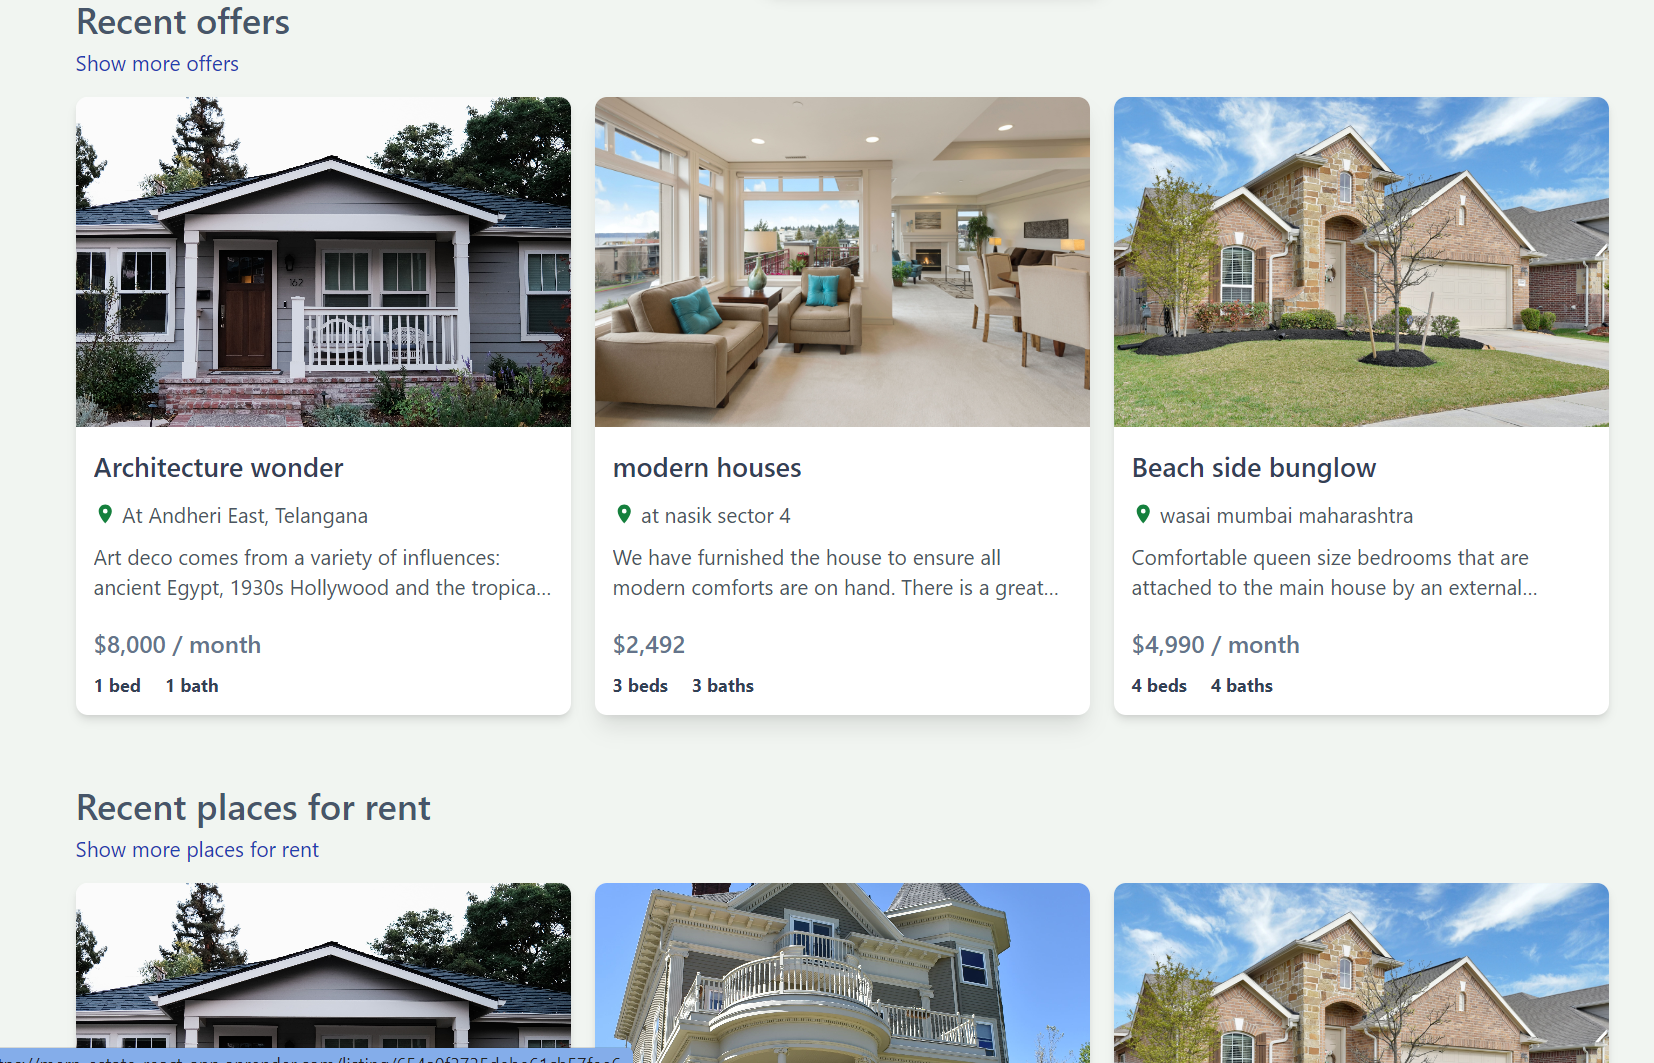 Recent offers
Show more offers
162
Architecture wonder
At Andheri East, Telangana
Art deco comes from a variety of influences:
ancient Egypt, 1930s Hollywood and the tropica...
$8,000 / month
1 bed 1 bath
modern houses
at nasik sector 4
We have furnished the house to ensure all
modern comforts are on hand. There is a great...
$2,492
3 beds 3 baths
Beach side bunglow
wasai mumbai maharashtra
Comfortable queen size bedrooms that are
attached to the main house by an external...
$4,990 / month
4 beds 4 baths
Recent places for rent
Show more places for rent